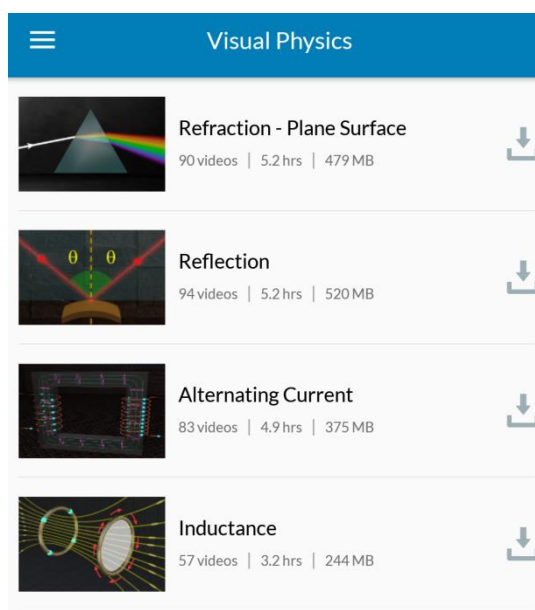 Visual Physics
Refraction - Plane Surface
90 videos | 5.2 hrs | 479 MB
θ θ
Reflection
94 videos | 5.2 hrs | 520 MB
Alternating Current
83 videos | 4.9 hrs | 375 MB
Inductance
57 videos | 3.2 hrs | 244 MB